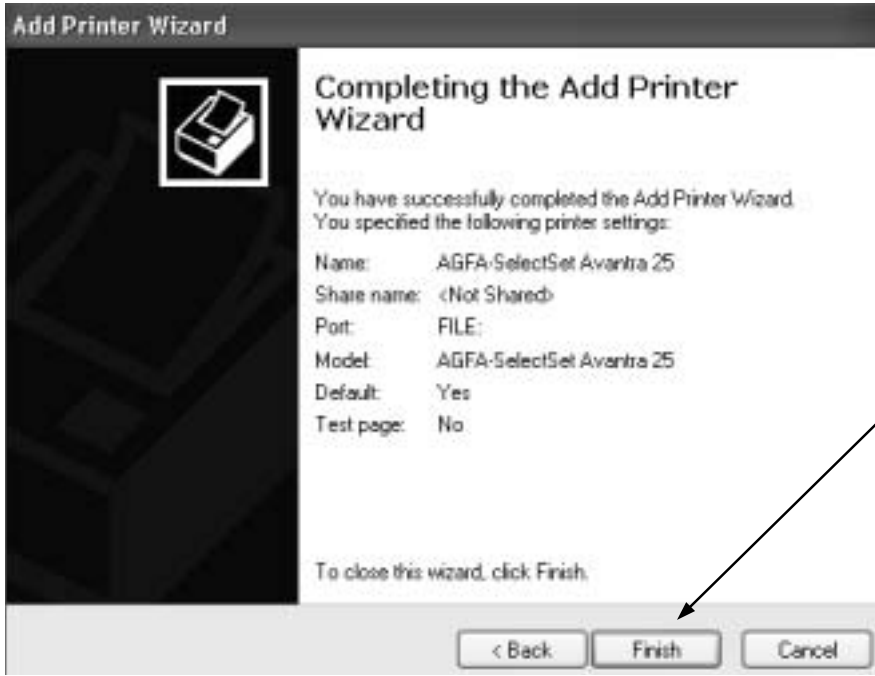 Add Printer Wizard
Completing the Add Printer
Wizard
You have successfully completed the Add Printer Wizard.
You specified the following printer settings:
Name: AGFA-SelectSet Avantra 25
Share name: <Not Shared>
Port: FILE:
Model: AGFA-SelectSet Avantra 25
Default: Yes
Test page: No
To close this wizard, click Finish.
< Back Finish Cancel